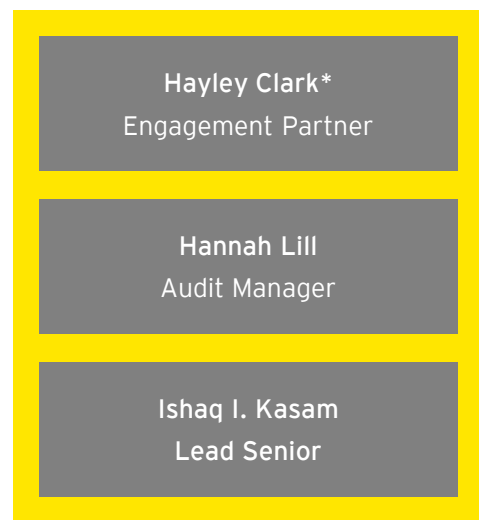 Hayley Clark*
Engagement Partner
Hannah Lill
Audit Manager
Ishaq I. Kasam
Lead Senior